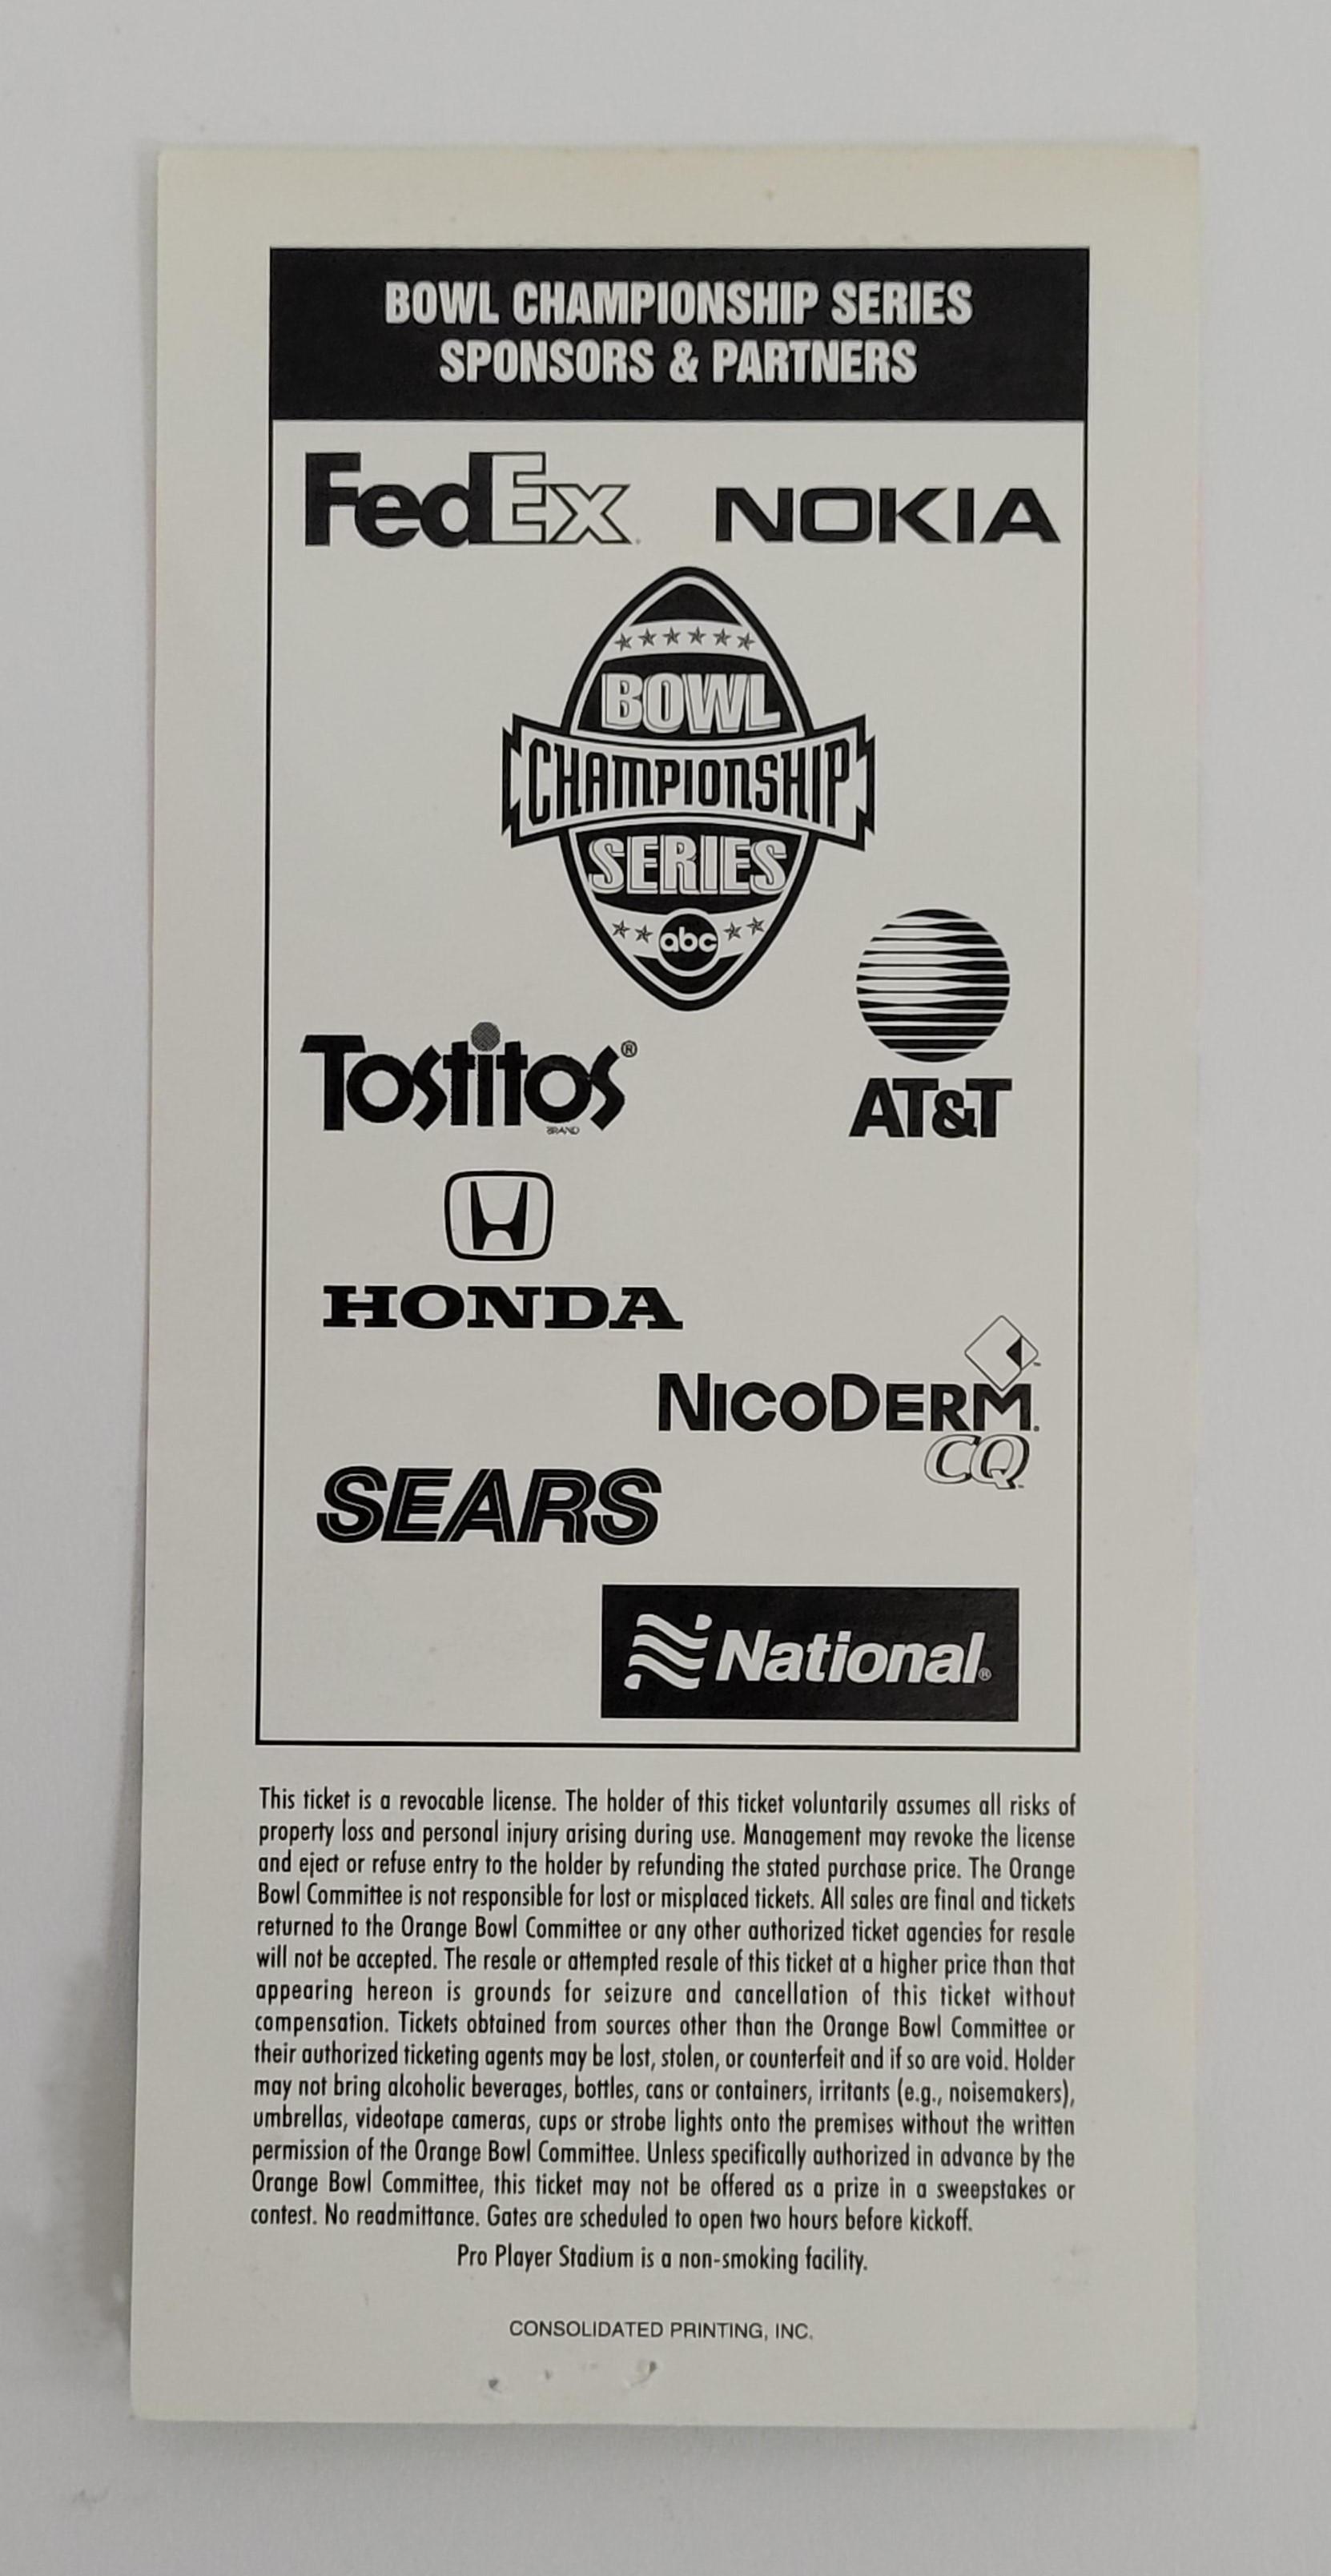 BOWL CHAMPIONSHIP SERIES
SPONSORS & PARTNERS
FedEx. NOKIA
BOWL
CHAMPIONSHIP
SERIES
abc
AT&T
Tostitos®
BRAND
HONDA
NICODERM.
CQ™
SEARS
National®
This ticket is a revocable license. The holder of this ticket voluntarily assumes all risks of
property loss and personal injury arising during use. Management may revoke the license
and eject or refuse entry to the holder by refunding the stated purchase price. The Orange
Bowl Committee is not responsible for lost or misplaced tickets. All sales are final and tickets
returned to the Orange Bowl Committee or any other authorized ticket agencies for resale
will not be accepted. The resale or attempted resale of this ticket at a higher price than that
appearing hereon is grounds for seizure and cancellation of this ticket without
compensation. Tickets obtained from sources other than the Orange Bowl Committee or
their authorized ticketing agents may be lost, stolen, or counterfeit and if so are void. Holder
may not bring alcoholic beverages, bottles, cans or containers, irritants (e.g., noisemakers),
umbrellas, videotape cameras, cups or strobe lights onto the premises without the written
permission of the Orange Bowl Committee. Unless specifically authorized in advance by the
Orange Bowl Committee, this ticket may not be offered as a prize in a sweepstakes or
contest. No readmittance. Gates are scheduled to open two hours before kickoff.
Pro Player Stadium is a non-smoking facility.
CONSOLIDATED PRINTING, INC.